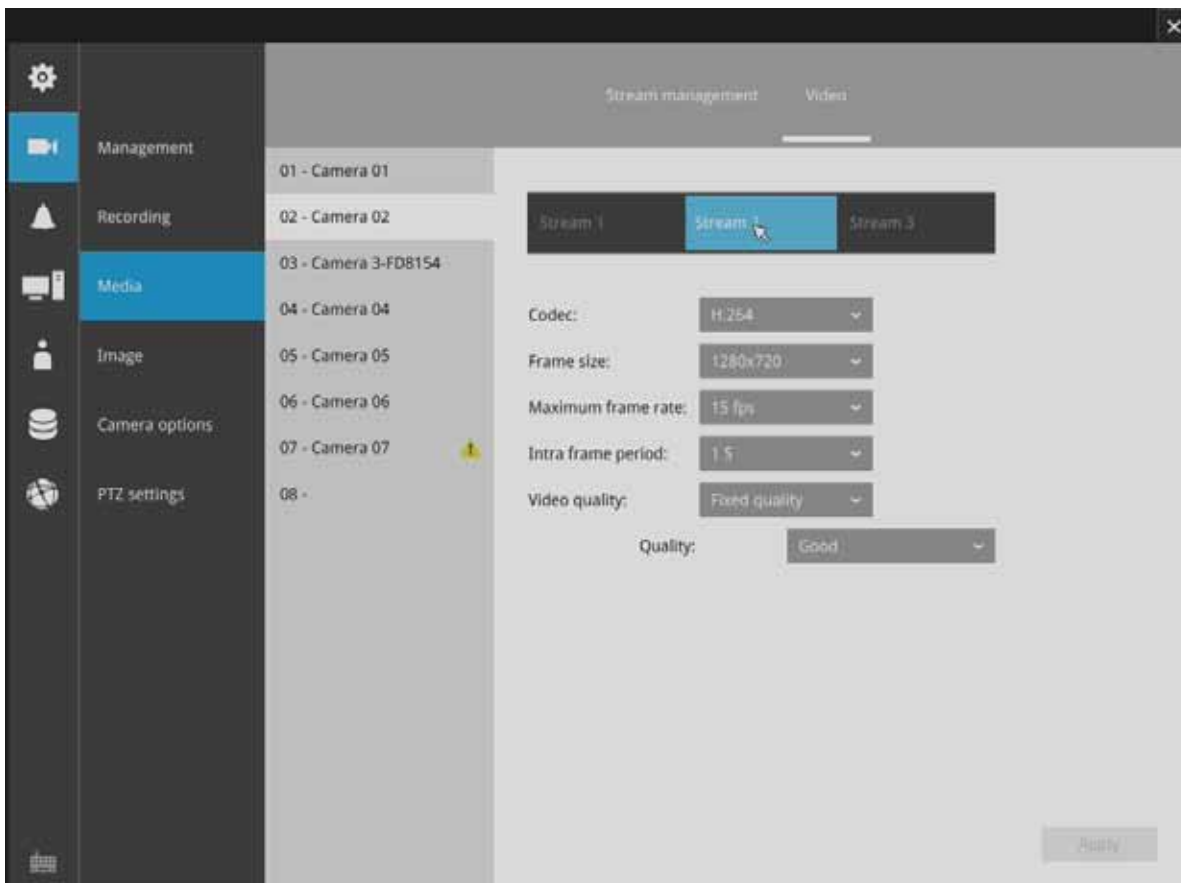 Stream management Video
Management
Recording
Media
Image
Camera options
PTZ settings
01 - Camera 01
02 - Camera 02
03 - Camera 3-FD8154
04 - Camera 04
05 - Camera 05
06 - Camera 06
07 - Camera 07
08 -
Stream 1 Stream Stream 3
Codec: H.264
Frame size: 1280x720
Maximum frame rate: 15 fps
Intra frame period: 1 S
Video quality: Fixed quality
Quality: Good
Apply